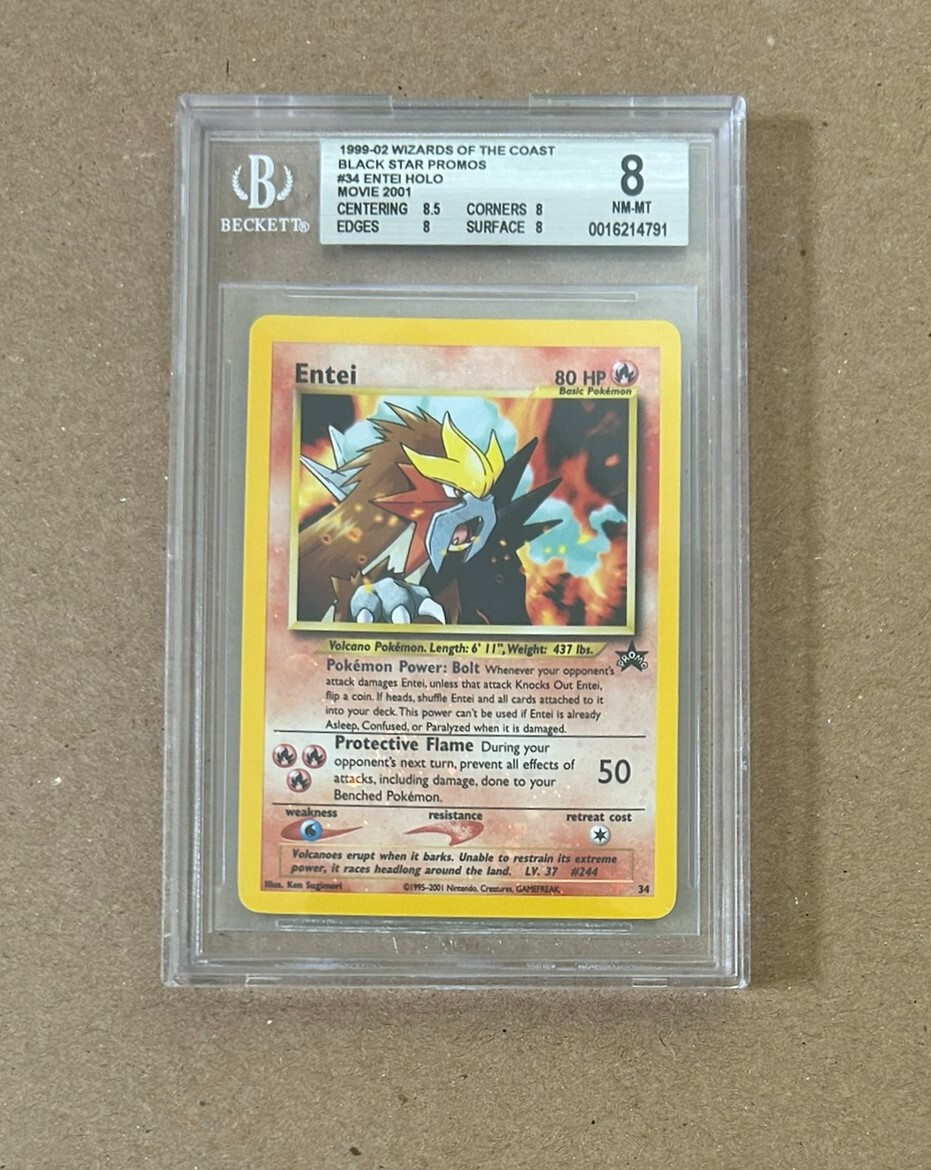 1999-02 WIZARDS OF THE COAST
BLACK STAR PROMOS
#34 ENTEI HOLO
MOVIE 2001
CENTERING 8.5 CORNERS 8
EDGES 8 SURFACE 8
8
NM-MT
0016214791
B
BECKETT®
Entei
80 HP
Basic Pokémon
Volcano Pokémon. Length: 6' 11", Weight: 437 lbs.
PROMO
Pokémon Power: Bolt Whenever your opponent's
attack damages Entei, unless that attack Knocks Out Entei,
flip a coin. If heads, shuffle Entei and all cards attached to it
into your deck. This power can't be used if Entei is already
Asleep, Confused, or Paralyzed when it is damaged.
Protective Flame During your
opponent's next turn, prevent all effects of
attacks, including damage, done to your
Benched Pokémon.
50
weakness resistance retreat cost
Volcanoes erupt when it barks. Unable to restrain its extreme
power, it races headlong around the land. LV. 37 #244
Illus. Ken Sugimori ©1995-2001 Nintendo, Creatures, GAMEFREAK. 34